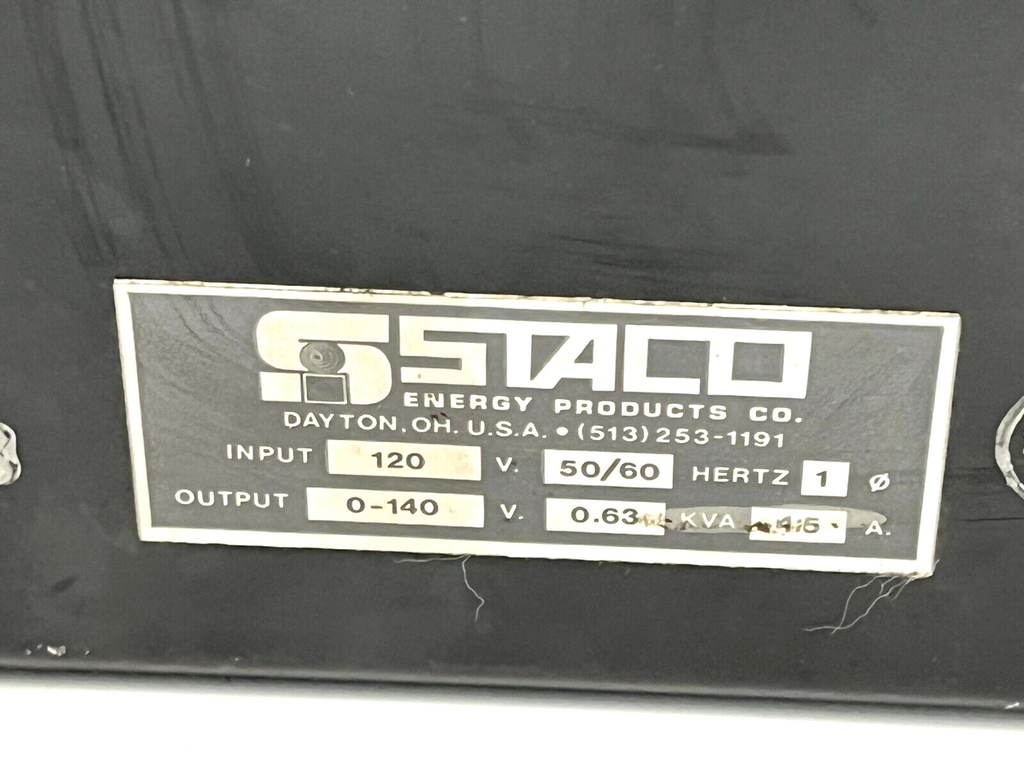 STACO
ENERGY PRODUCTS CO.
DAYTON, OH. U.S.A. • (513) 253-1191
INPUT 120 V. 50/60 HERTZ 1 Ø
OUTPUT 0-140 V. 0.63 KVA 4.5 A.